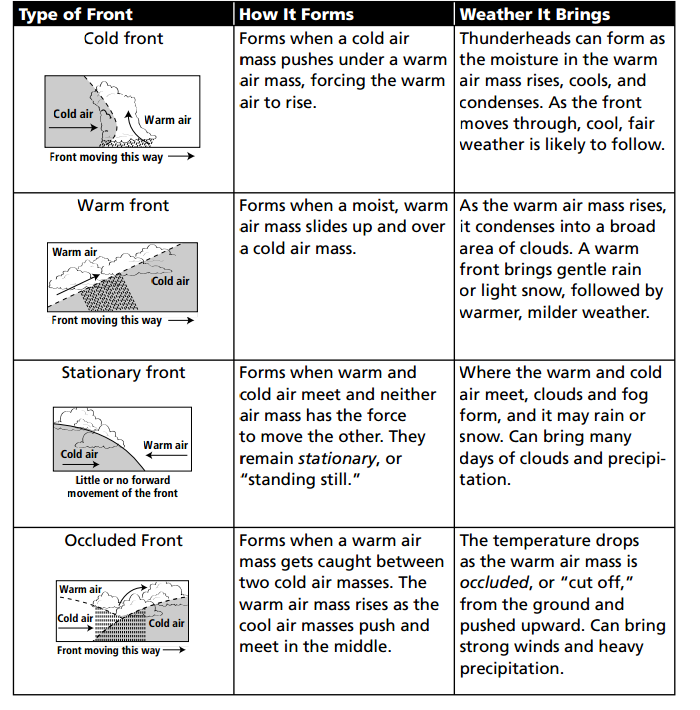 Type of Front
How It Forms
Weather It Brings
Cold front
Cold air
Warm air
Front moving this way
Forms when a cold air
mass pushes under a warm
air mass, forcing the warm
air to rise.
Thunderheads can form as
the moisture in the warm
air mass rises, cools, and
condenses. As the front
moves through, cool, fair
weather is likely to follow.
Warm front
Warm air
Cold air
Front moving this way
Forms when a moist, warm
air mass slides up and over
a cold air mass.
As the warm air mass rises,
it condenses into a broad
area of clouds. A warm
front brings gentle rain
or light snow, followed by
warmer, milder weather.
Stationary front
Cold air
Warm air
Little or no forward
movement of the front
Forms when warm and
cold air meet and neither
air mass has the force
to move the other. They
remain stationary, or
“standing still.”
Where the warm and cold
air meet, clouds and fog
form, and it may rain or
snow. Can bring many
days of clouds and precipi-
tation.
Occluded Front
Warm air
Cold air
Cold air
Front moving this way
Forms when a warm air
mass gets caught between
two cold air masses. The
warm air mass rises as the
cool air masses push and
meet in the middle.
The temperature drops
as the warm air mass is
occluded, or “cut off,”
from the ground and
pushed upward. Can bring
strong winds and heavy
precipitation.